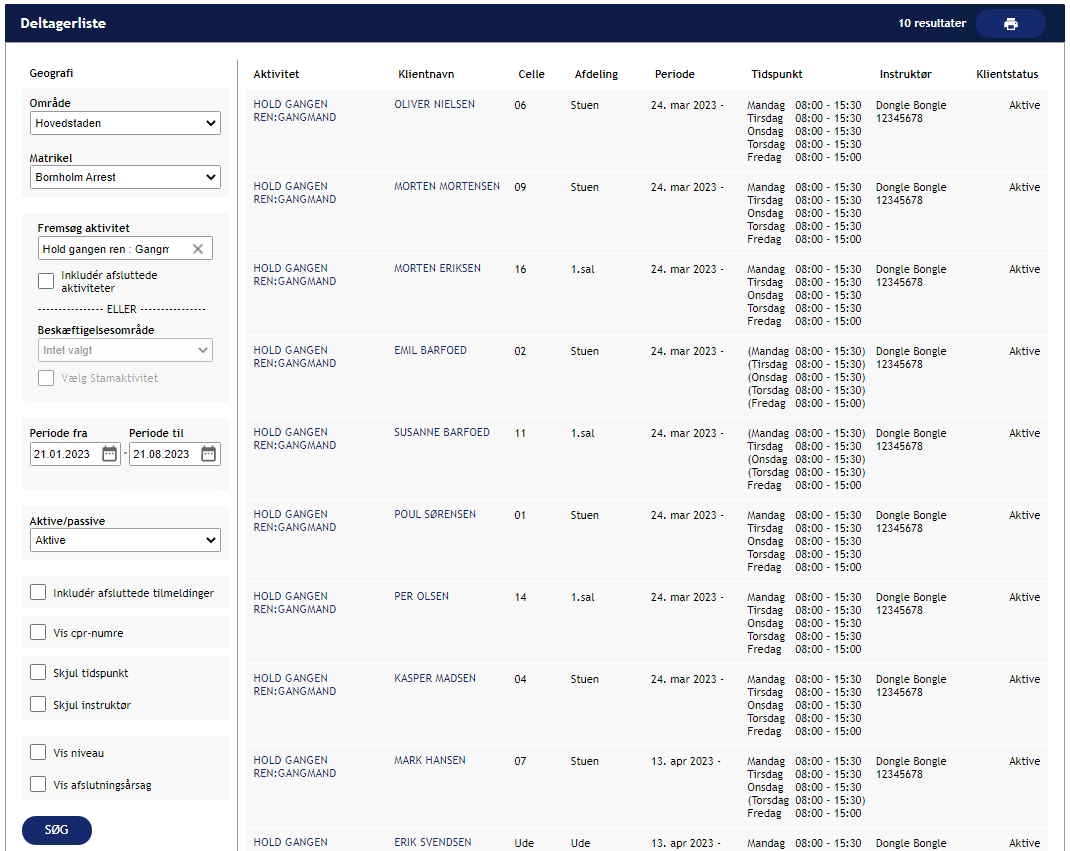 Deltagerliste
10 resultater
Geografi
Område
Hovedstaden
Matrikel
Bornholm Arrest
Fremsøg aktivitet
Hold gangen ren : Gangm
Inkludér afsluttede
aktiviteter
---------------- ELLER ----------------
Beskæftigelsesområde
Intet valgt
Vælg Stamaktivitet
Periode fra
Periode til
21.01.2023 - 21.08.2023
Aktive/passive
Aktive
Inkludér afsluttede tilmeldinger
Vis cpr-numre
Skjul tidspunkt
Skjul instruktør
Vis niveau
Vis afslutningsårsag
SØG
Aktivitet Klientnavn Celle Afdeling Periode Tidspunkt Instruktør Klientstatus
HOLD GANGEN OLIVER NIELSEN 06 Stuen 24. mar 2023 - Mandag 08:00 - 15:30 Dongle Bongle Aktive
REN:GANGMAND Tirsdag 08:00 - 15:30 12345678
Onsdag 08:00 - 15:30
Torsdag 08:00 - 15:30
Fredag 08:00 - 15:00
HOLD GANGEN MORTEN MORTENSEN 09 Stuen 24. mar 2023 - Mandag 08:00 - 15:30 Dongle Bongle Aktive
REN:GANGMAND Tirsdag 08:00 - 15:30 12345678
Onsdag 08:00 - 15:30
Torsdag 08:00 - 15:30
Fredag 08:00 - 15:00
HOLD GANGEN MORTEN ERIKSEN 16 1.sal 24. mar 2023 - Mandag 08:00 - 15:30 Dongle Bongle Aktive
REN:GANGMAND Tirsdag 08:00 - 15:30 12345678
Onsdag 08:00 - 15:30
Torsdag 08:00 - 15:30
Fredag 08:00 - 15:00
HOLD GANGEN EMIL BARFOED 02 Stuen 24. mar 2023 - (Mandag 08:00 - 15:30) Dongle Bongle Aktive
REN:GANGMAND (Tirsdag 08:00 - 15:30) 12345678
(Onsdag 08:00 - 15:30)
(Torsdag 08:00 - 15:30)
(Fredag 08:00 - 15:00)
HOLD GANGEN SUSANNE BARFOED 11 1.sal 24. mar 2023 - (Mandag 08:00 - 15:30) Dongle Bongle Aktive
REN:GANGMAND Tirsdag 08:00 - 15:30 12345678
(Onsdag 08:00 - 15:30)
(Torsdag 08:00 - 15:30)
Fredag 08:00 - 15:00
HOLD GANGEN POUL SØRENSEN 01 Stuen 24. mar 2023 - Mandag 08:00 - 15:30 Dongle Bongle Aktive
REN:GANGMAND Tirsdag 08:00 - 15:30 12345678
Onsdag 08:00 - 15:30
Torsdag 08:00 - 15:30
Fredag 08:00 - 15:00
HOLD GANGEN PER OLSEN 14 1.sal 24. mar 2023 - Mandag 08:00 - 15:30 Dongle Bongle Aktive
REN:GANGMAND Tirsdag 08:00 - 15:30 12345678
Onsdag 08:00 - 15:30
Torsdag 08:00 - 15:30
Fredag 08:00 - 15:00
HOLD GANGEN KASPER MADSEN 04 Stuen 24. mar 2023 - Mandag 08:00 - 15:30 Dongle Bongle Aktive
REN:GANGMAND Tirsdag 08:00 - 15:30 12345678
Onsdag 08:00 - 15:30
Torsdag 08:00 - 15:30
Fredag 08:00 - 15:00
HOLD GANGEN MARK HANSEN 07 Stuen 13. apr 2023 - Mandag 08:00 - 15:30 Dongle Bongle Aktive
REN:GANGMAND Tirsdag 08:00 - 15:30 12345678
Onsdag 08:00 - 15:30
(Torsdag 08:00 - 15:30)
Fredag 08:00 - 15:00
HOLD GANGEN ERIK SVENDSEN Ude Ude 13. apr 2023 - Mandag 08:00 - 15:30 Dongle Bongle Aktive